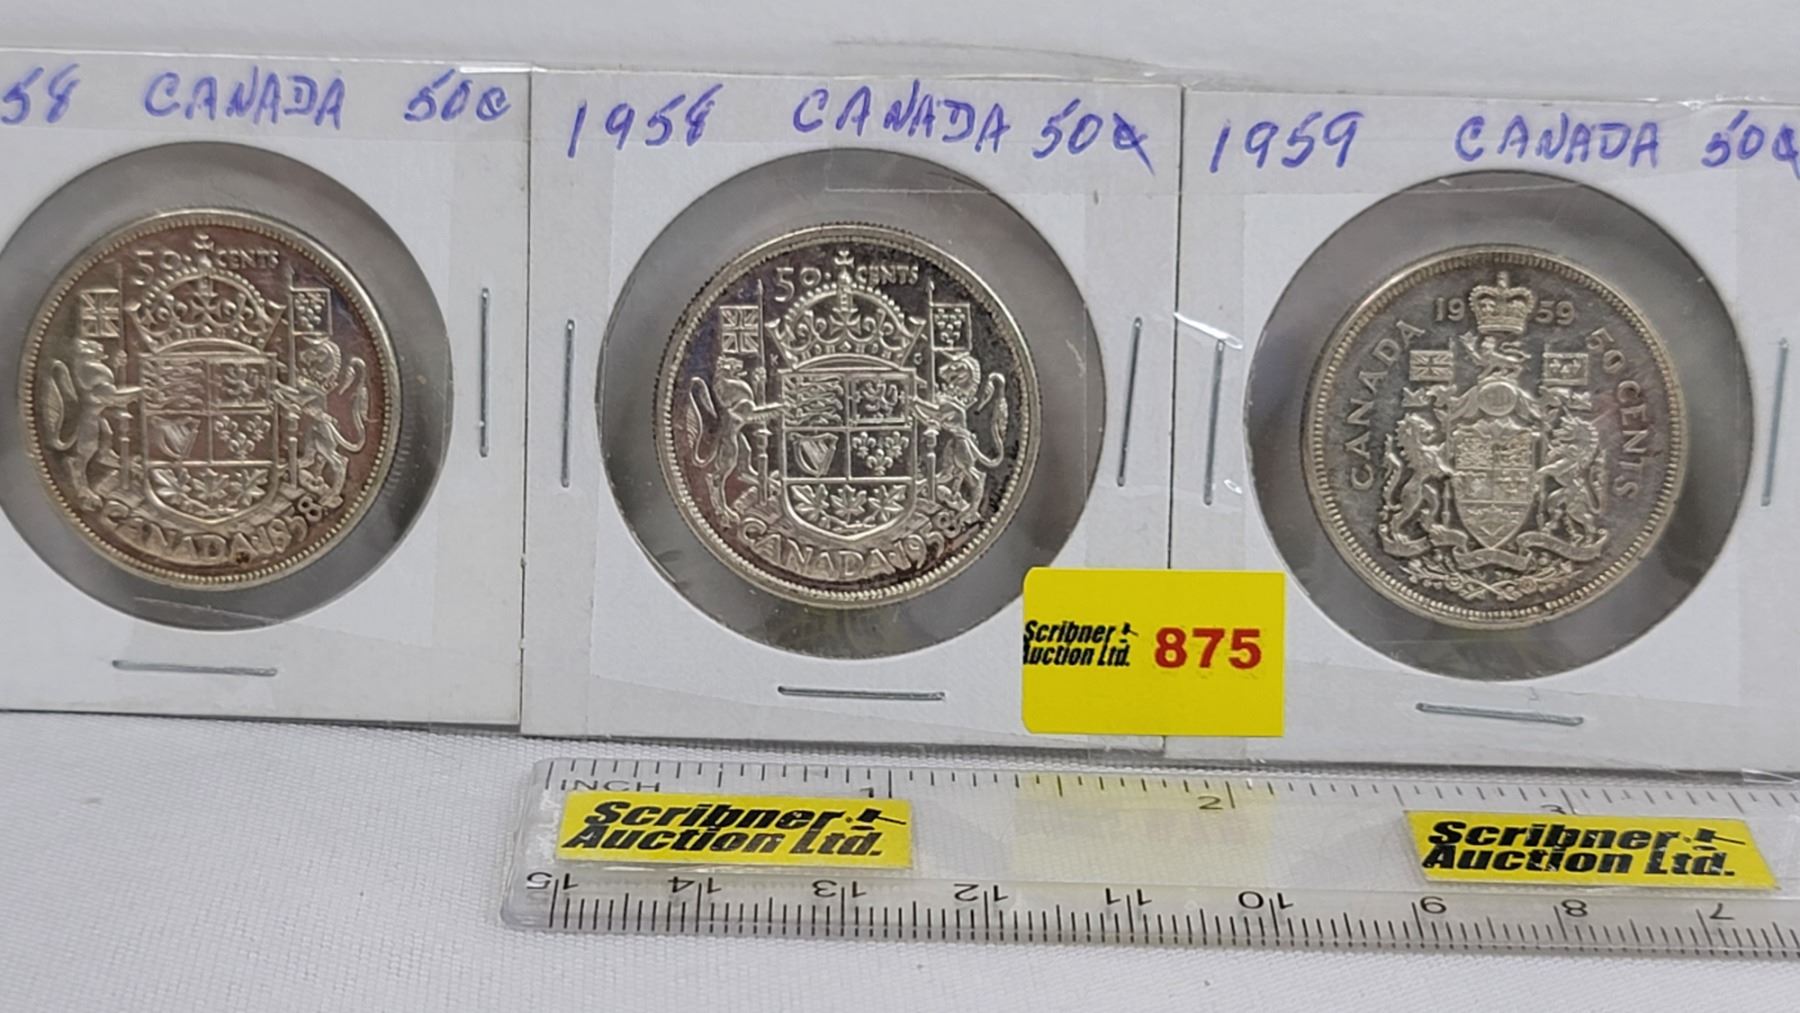 58 CANADA 50¢
1958 CANADA 50¢
1959 CANADA 50¢
50 CENTS
CANADA 1958
50 CENTS
CANADA 1958
1959
CANADA
50 CENTS
Scribner
Auction Ltd.
875
INCH 1 2 3
Scribner
Auction Ltd.
Scribner
Auction Ltd.
15 14 13 12 11 10 9 8 7